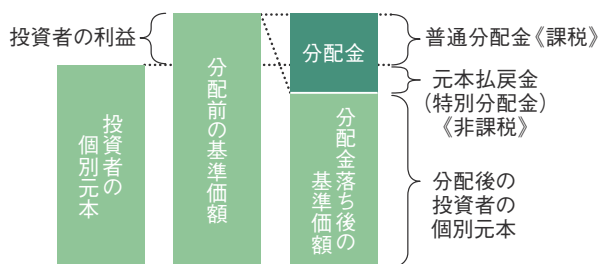 投資者の利益
投資者の
個別元本
分配前の基準価額
分配金
分配金落ち後の
基準価額
普通分配金《課税》
元本払戻金
(特別分配金)
《非課税》
分配後の
投資者の
個別元本